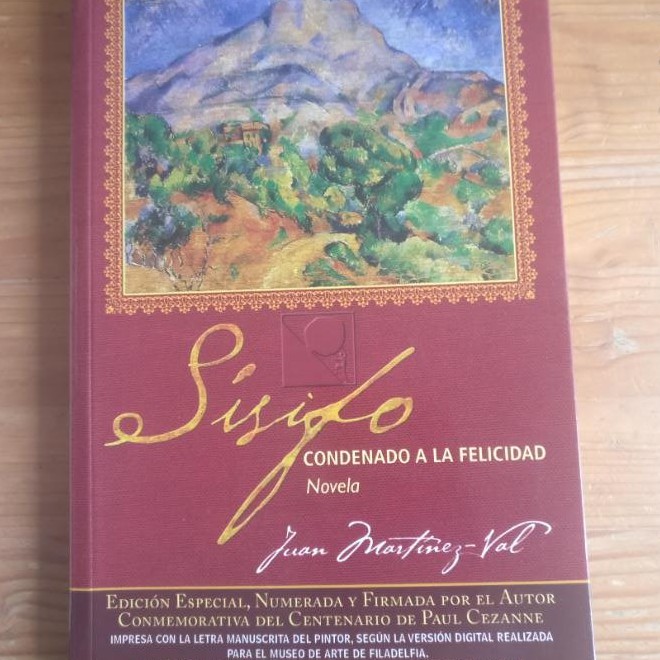 Sísifo
CONDENADO A LA FELICIDAD
Novela
Juan Martínez-Val
EDICIÓN ESPECIAL, NUMERADA Y FIRMADA POR EL AUTOR
CONMEMORATIVA DEL CENTENARIO DE PAUL CEZANNE
IMPRESA CON LA LETRA MANUSCRITA DEL PINTOR, SEGÚN LA VERSIÓN DIGITAL REALIZADA
PARA EL MUSEO DE ARTE DE FILADELFIA.